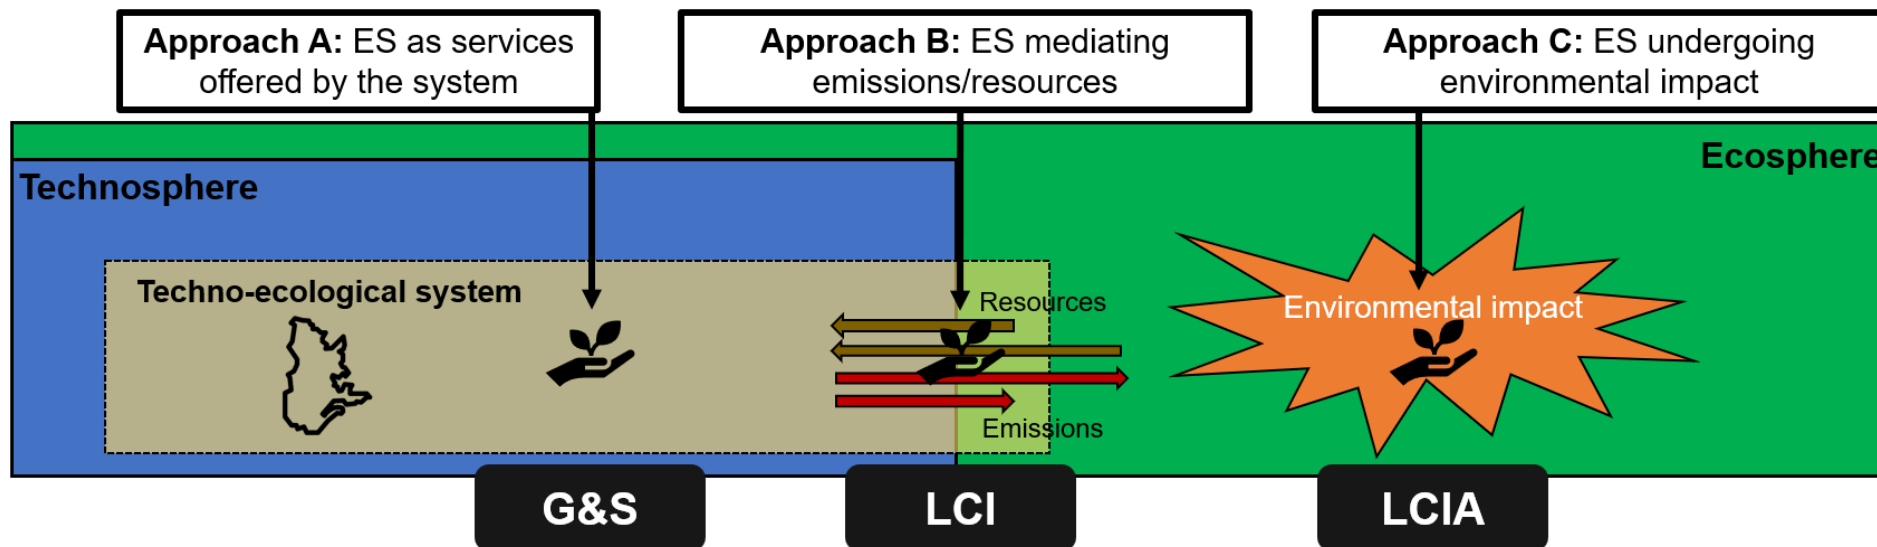 Approach A: ES as services
offered by the system
Approach B: ES mediating
emissions/resources
Approach C: ES undergoing
environmental impact
Technosphere
Ecosphere
Techno-ecological system
Resources
Emissions
Environmental impact
G&S
LCI
LCIA